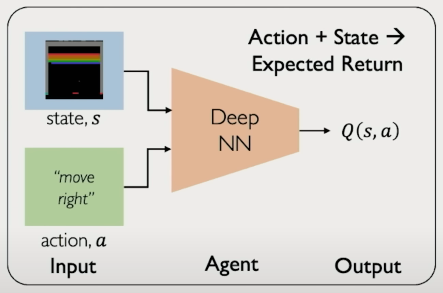 Action + State →
Expected Return
state, s
"move
right"
action, a
Deep
NN
Q(s, a)
Input
Agent
Output